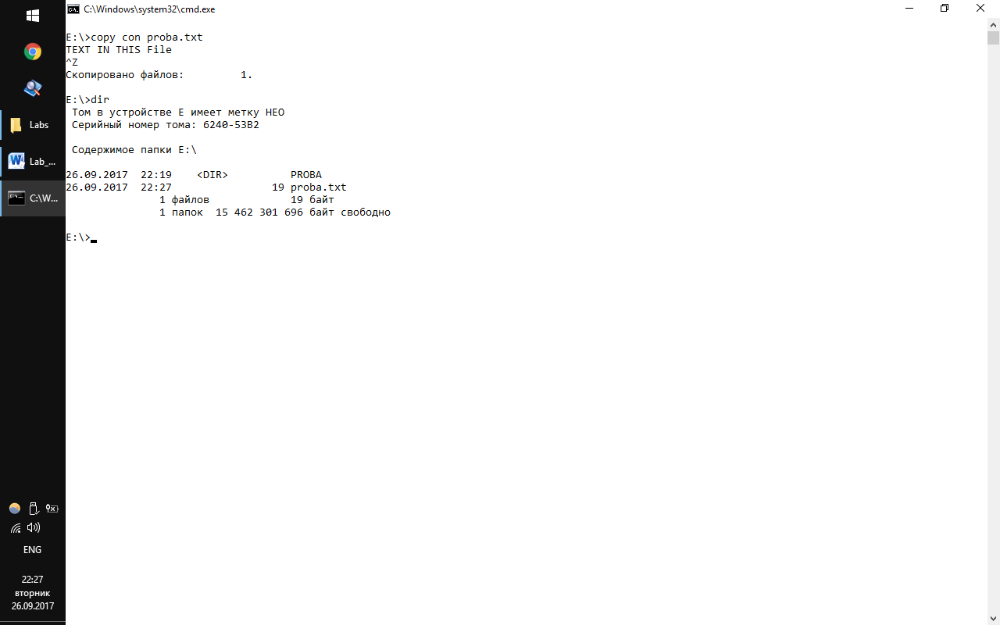 C:\Windows\system32\cmd.exe
E:\>copy con proba.txt
TEXT IN THIS File
^Z
Скопировано файлов:         1.
E:\>dir
Том в устройстве E имеет метку НЕО
Серийный номер тома: 6240-53B2
Содержимое папки E:\
26.09.2017  22:19    <DIR>          PROBA
26.09.2017  22:27                19 proba.txt
1 файлов             19 байт
1 папок  15 462 301 696 байт свободно
E:\>
Labs
Lab_...
C:\W...
ENG
22:27
вторник
26.09.2017